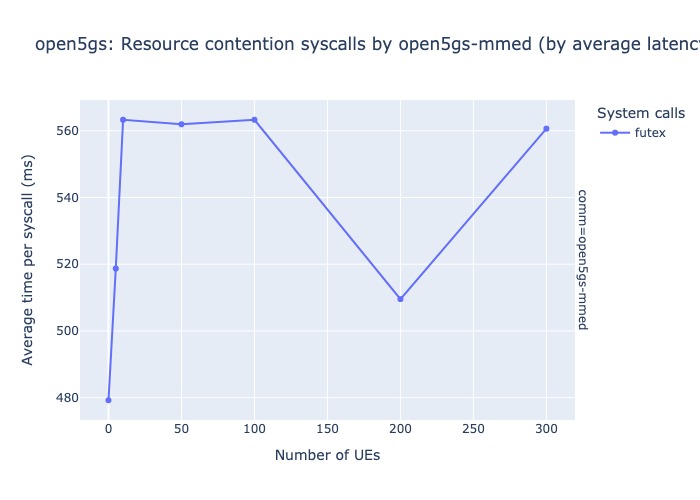 open5gs: Resource contention syscalls by open5gs-mmed (by average latency
System calls
futex
Average time per syscall (ms)
560
540
520
500
480
comm=open5gs-mmed
0 50 100 150 200 250 300
Number of UEs